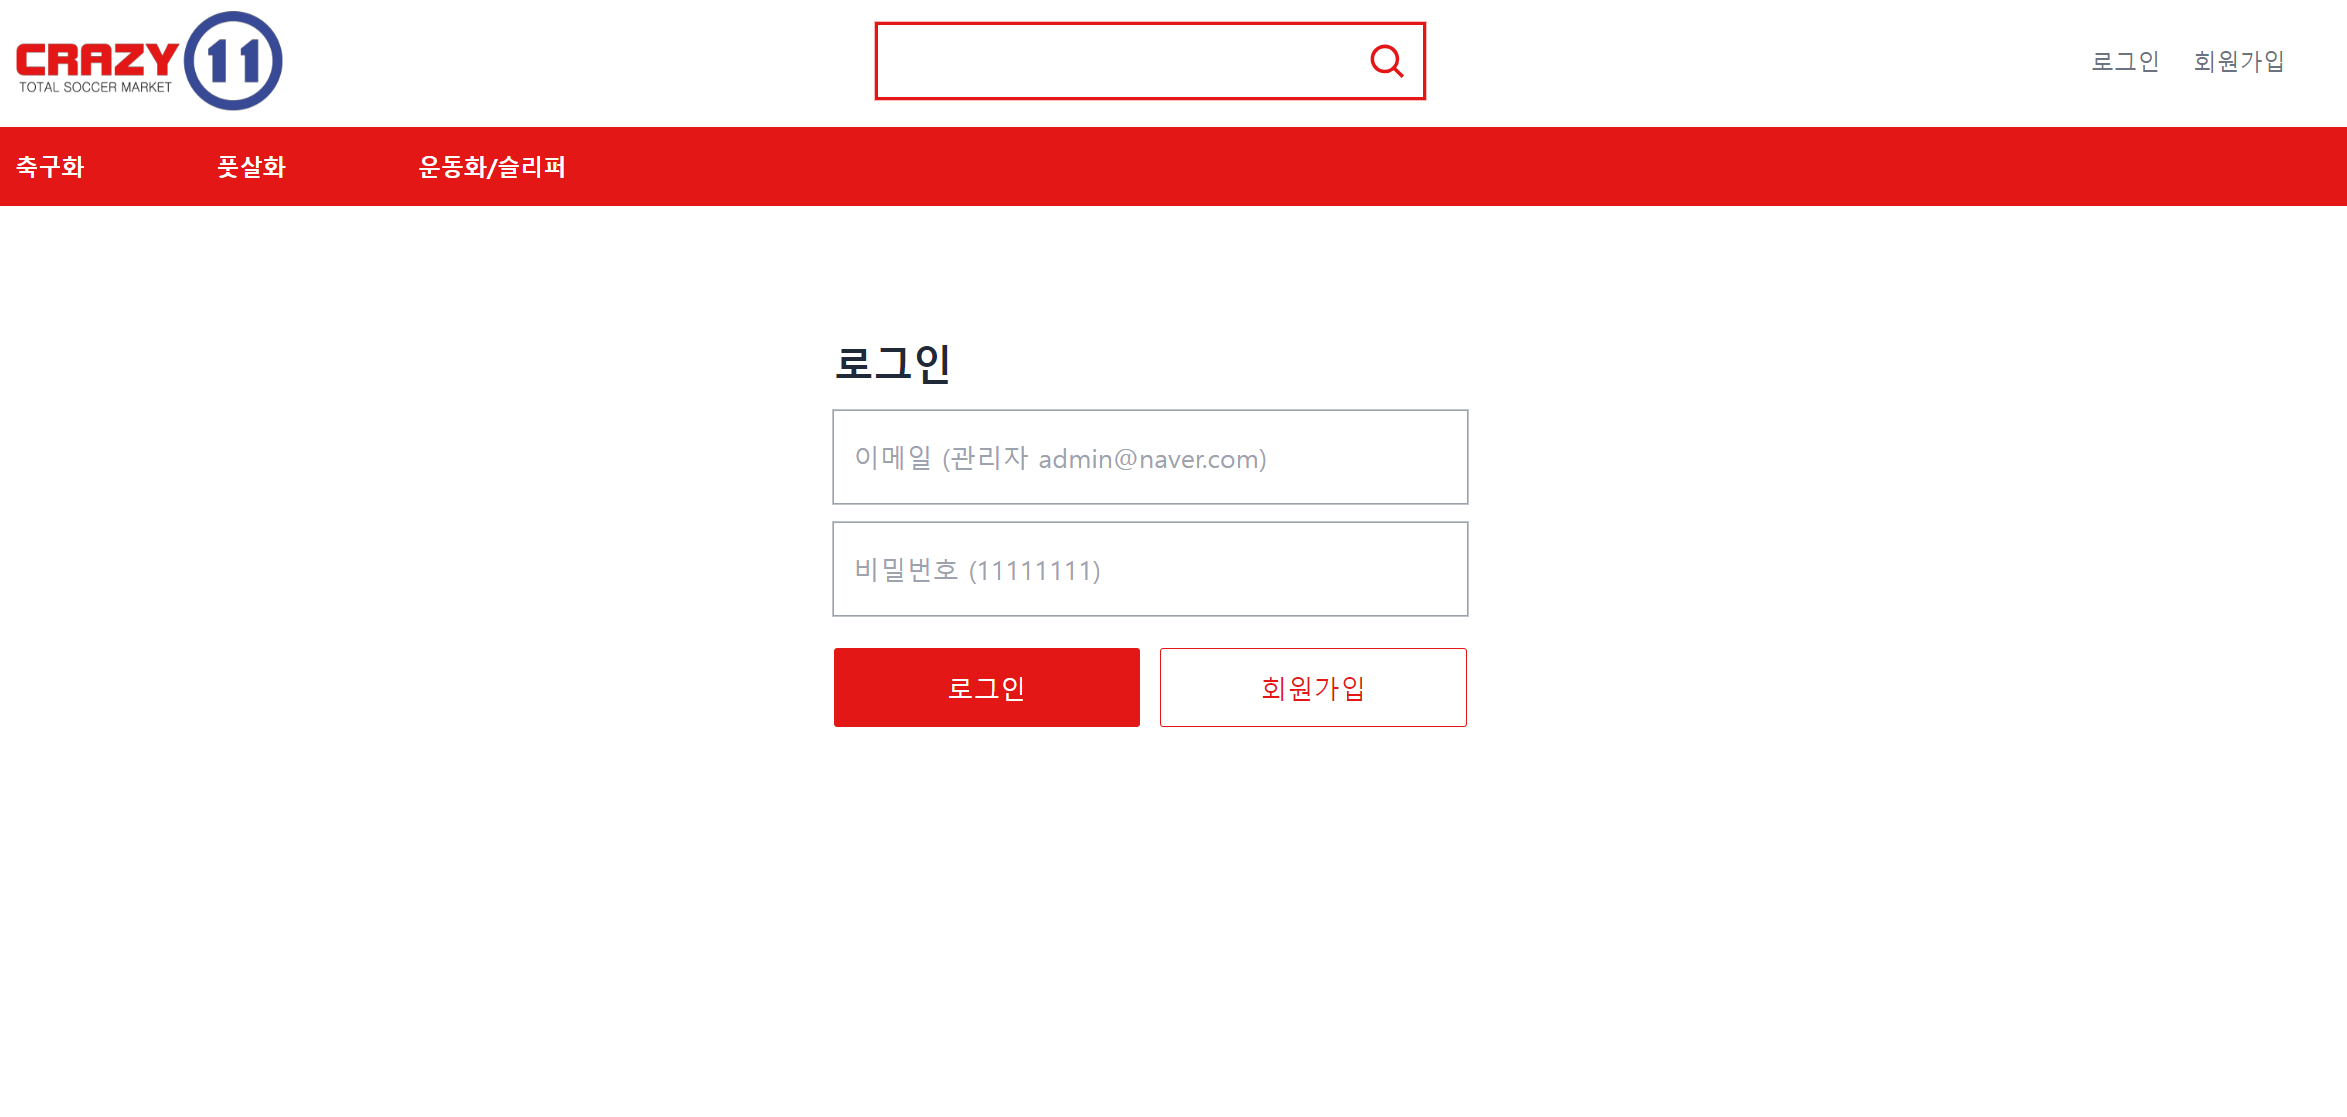 CRAZY 11
TOTAL SOCCER MARKET
로그인 회원가입
축구화 풋살화 운동화/슬리퍼
로그인
이메일 (관리자 admin@naver.com)
비밀번호 (11111111)
로그인 회원가입